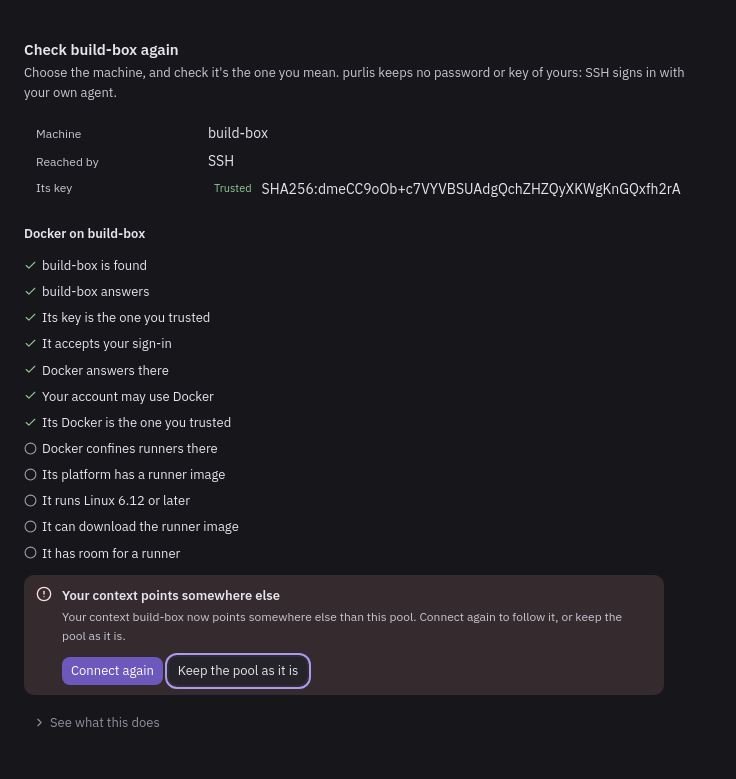 Check build-box again
Choose the machine, and check it's the one you mean. purlis keeps no password or key of yours: SSH signs in with
your own agent.
Machine build-box
Reached by SSH
Its key Trusted SHA256:dmeCC9oOb+c7VYVBSUAdgQchZHZQyXKWgKnGQxfh2rA
Docker on build-box
build-box is found
build-box answers
Its key is the one you trusted
It accepts your sign-in
Docker answers there
Your account may use Docker
Its Docker is the one you trusted
Docker confines runners there
Its platform has a runner image
It runs Linux 6.12 or later
It can download the runner image
It has room for a runner
Your context points somewhere else
Your context build-box now points somewhere else than this pool. Connect again to follow it, or keep the
pool as it is.
Connect again Keep the pool as it is
See what this does